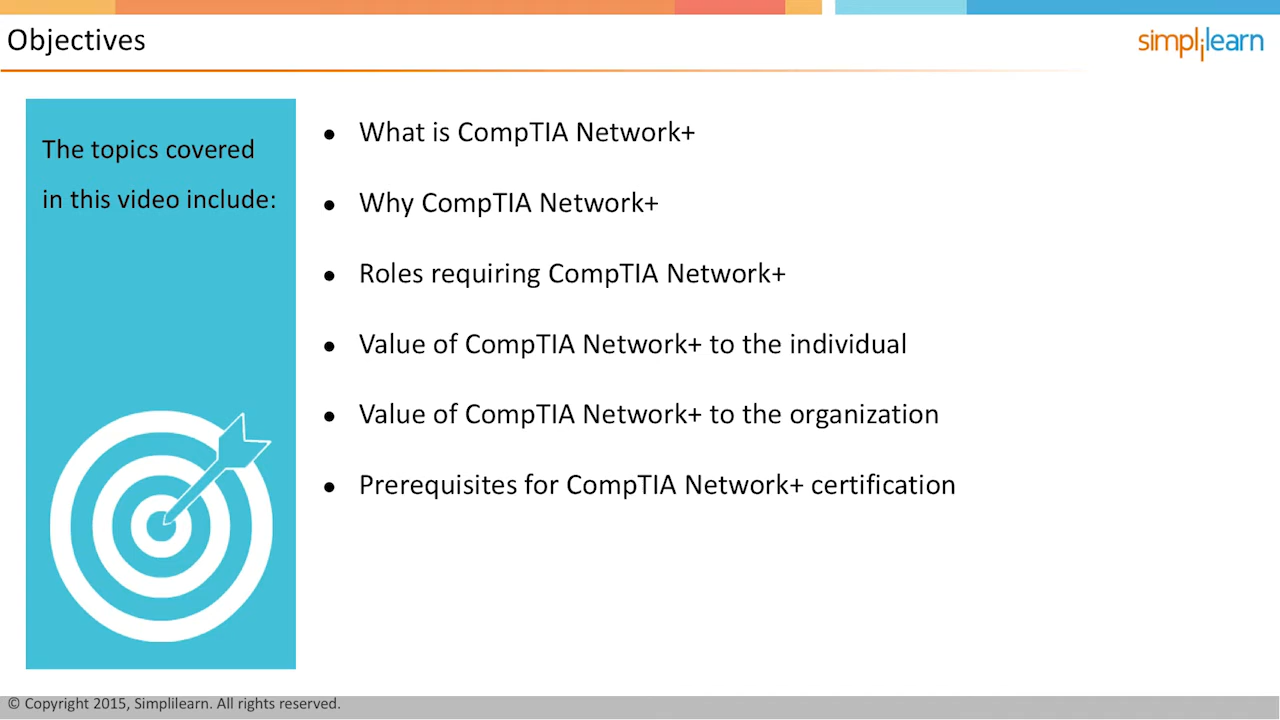 Objectives
simplilearn
The topics covered
in this video include:
● What is CompTIA Network+
● Why CompTIA Network+
● Roles requiring CompTIA Network+
● Value of CompTIA Network+ to the individual
● Value of CompTIA Network+ to the organization
● Prerequisites for CompTIA Network+ certification
© Copyright 2015, Simplilearn. All rights reserved.